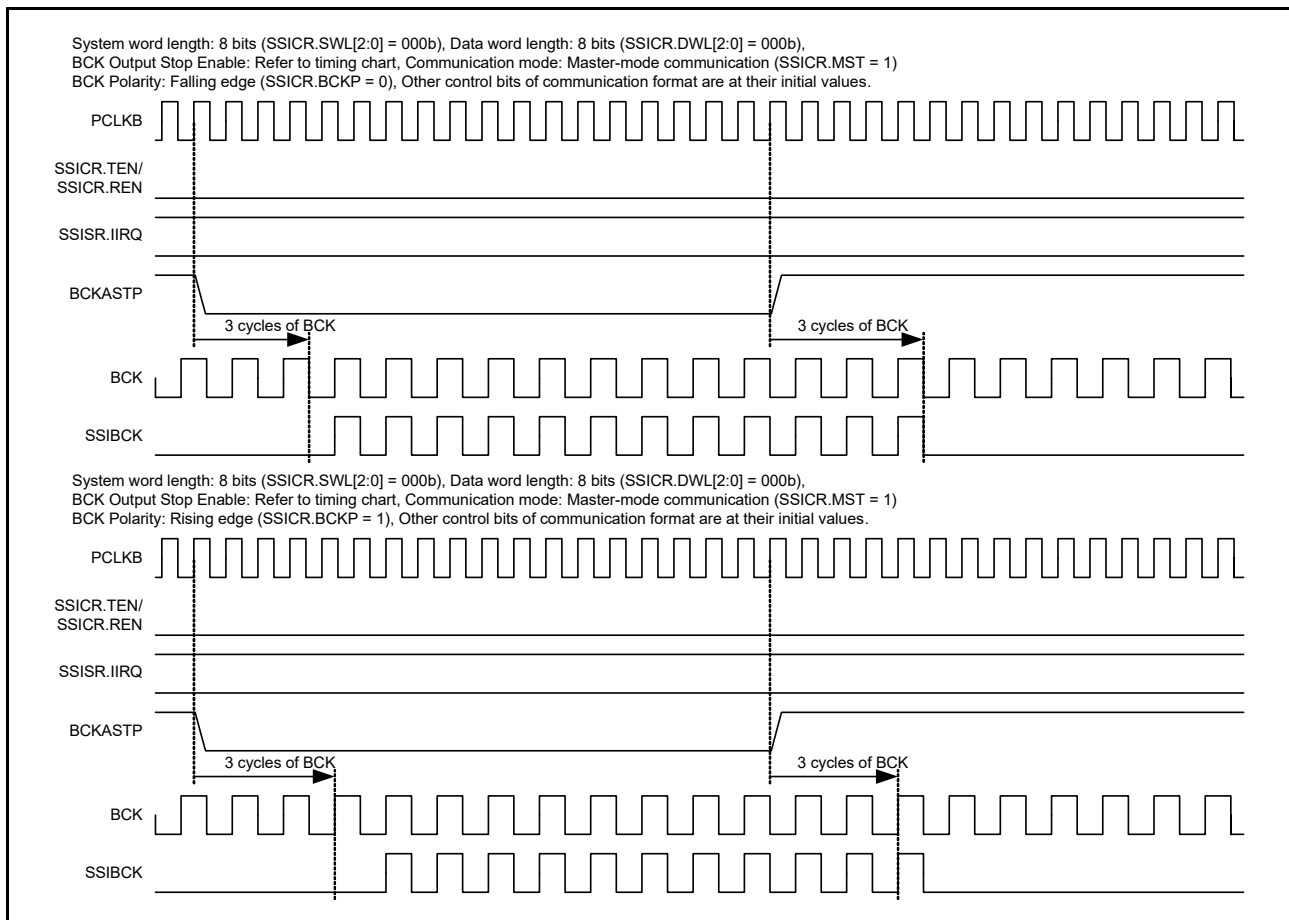 System word length: 8 bits (SSICR.SWL[2:0] = 000b), Data word length: 8 bits (SSICR.DWL[2:0] = 000b),
BCK Output Stop Enable: Refer to timing chart, Communication mode: Master-mode communication (SSICR.MST = 1)
BCK Polarity: Falling edge (SSICR.BCKP = 0), Other control bits of communication format are at their initial values.
PCLKB
SSICR.TEN/
SSICR.REN
SSISR.IIRQ
BCKASTP
3 cycles of BCK 3 cycles of BCK
BCK
SSIBCK
System word length: 8 bits (SSICR.SWL[2:0] = 000b), Data word length: 8 bits (SSICR.DWL[2:0] = 000b),
BCK Output Stop Enable: Refer to timing chart, Communication mode: Master-mode communication (SSICR.MST = 1)
BCK Polarity: Rising edge (SSICR.BCKP = 1), Other control bits of communication format are at their initial values.
PCLKB
SSICR.TEN/
SSICR.REN
SSISR.IIRQ
BCKASTP
3 cycles of BCK 3 cycles of BCK
BCK
SSIBCK